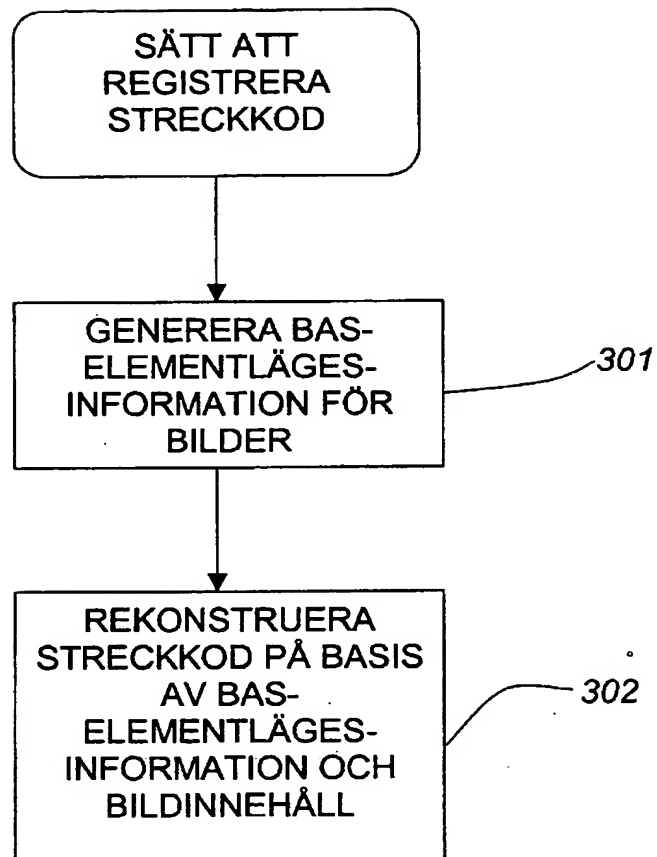 SÄTT ATT
REGISTRERA
STRECKKOD
GENERERA BAS-
ELEMENTLÄGES-
INFORMATION FÖR
BILDER
301
REKONSTRUERA
STRECKKOD PÅ BASIS
AV BAS-
ELEMENTLÄGES-
INFORMATION OCH
BILDINNEHÅLL
302